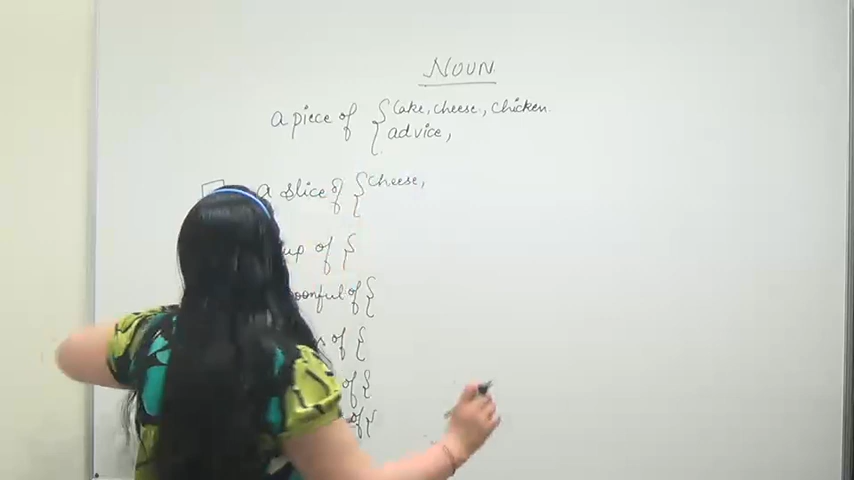 NOUN
a piece of { Cake, cheese, chicken
advice,
a slice of { cheese,
up of {
oonful of {
s of {
of {
of {